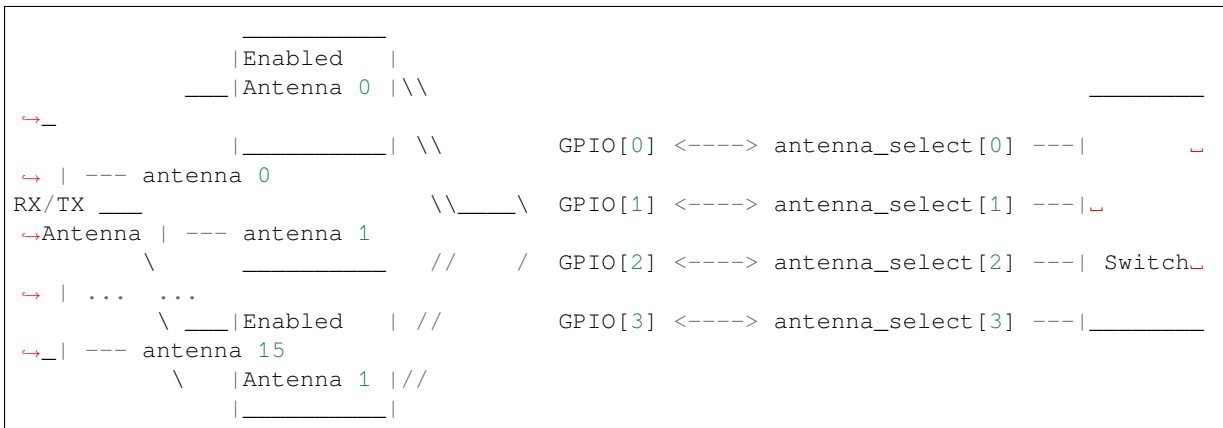 __________
                  |Enabled   |
              ___|Antenna 0 |\\                                                       ________
↪_
                  |__________| \\         GPIO[0] <----> antenna_select[0] ---|        ␣
↪ | --- antenna 0
RX/TX ___                        \\____\  GPIO[1] <----> antenna_select[1] ---|␣
↪Antenna | --- antenna 1
          \        __________   //     /  GPIO[2] <----> antenna_select[2] ---| Switch␣
↪ | ...  ...
           \ ___|Enabled   | //         GPIO[3] <----> antenna_select[3] ---|________
↪_| --- antenna 15
            \    |Antenna 1 |//
                  |__________|